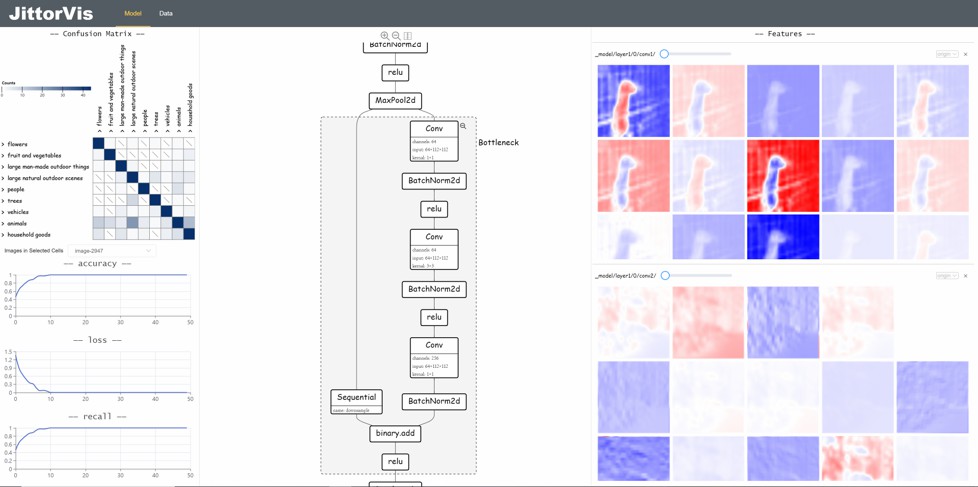 JittorVis
Model
Data
-- Confusion Matrix --
Counts
0
10
20
30
40
flowers
fruit and vegetables
large man-made outdoor things
large natural outdoor scenes
people
trees
vehicles
animals
household goods
> flowers
> fruit and vegetables
> large man-made outdoor things
> large natural outdoor scenes
> people
> trees
> vehicles
> animals
> household goods
Images in Selected Cells
image-2947
-- accuracy --
1
0.8
0.6
0.4
0.2
0
0 10 20 30 40 50
-- loss --
1.5
1.2
0.9
0.6
0.3
0
0 10 20 30 40 50
-- recall --
1
0.8
0.6
0.4
0.2
0
0 10 20 30 40 50
BatchNorm2d
relu
MaxPool2d
Bottleneck
Conv
channels: 64
input: 64×112×112
kernel: 1×1
BatchNorm2d
relu
Conv
channels: 64
input: 64×112×112
kernel: 3×3
BatchNorm2d
relu
Conv
channels: 256
input: 64×112×112
kernel: 1×1
Sequential
name: downsample
BatchNorm2d
binary.add
relu
-- Features --
_model/layer1/0/conv1/
origin
×
_model/layer1/0/conv2/
origin
×